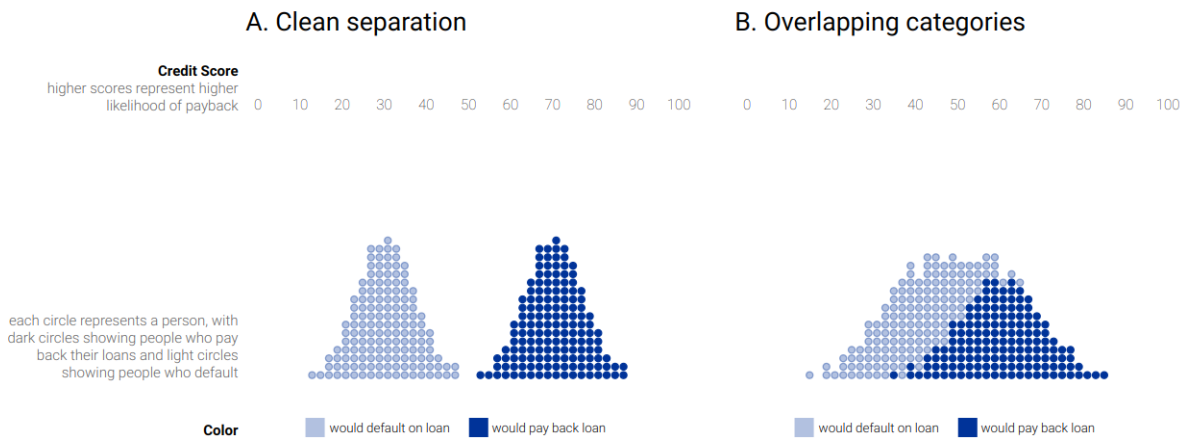 A. Clean separation
B. Overlapping categories
Credit Score
higher scores represent higher
likelihood of payback
0 10 20 30 40 50 60 70 80 90 100
0 10 20 30 40 50 60 70 80 90 100
each circle represents a person, with
dark circles showing people who pay
back their loans and light circles
showing people who default
Color
would default on loan
would pay back loan
would default on loan
would pay back loan